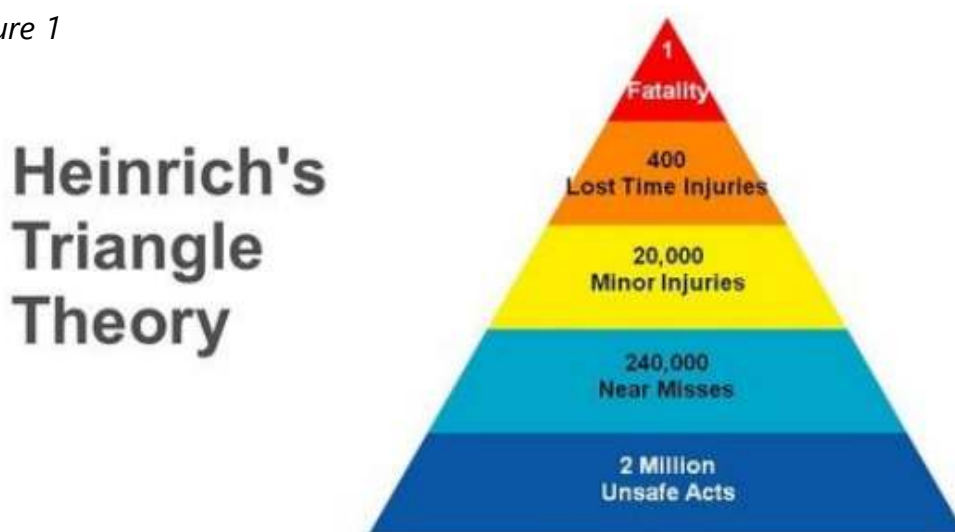 ure 1
Heinrich's
Triangle
Theory
1
Fatality
400
Lost Time Injuries
20,000
Minor Injuries
240,000
Near Misses
2 Million
Unsafe Acts